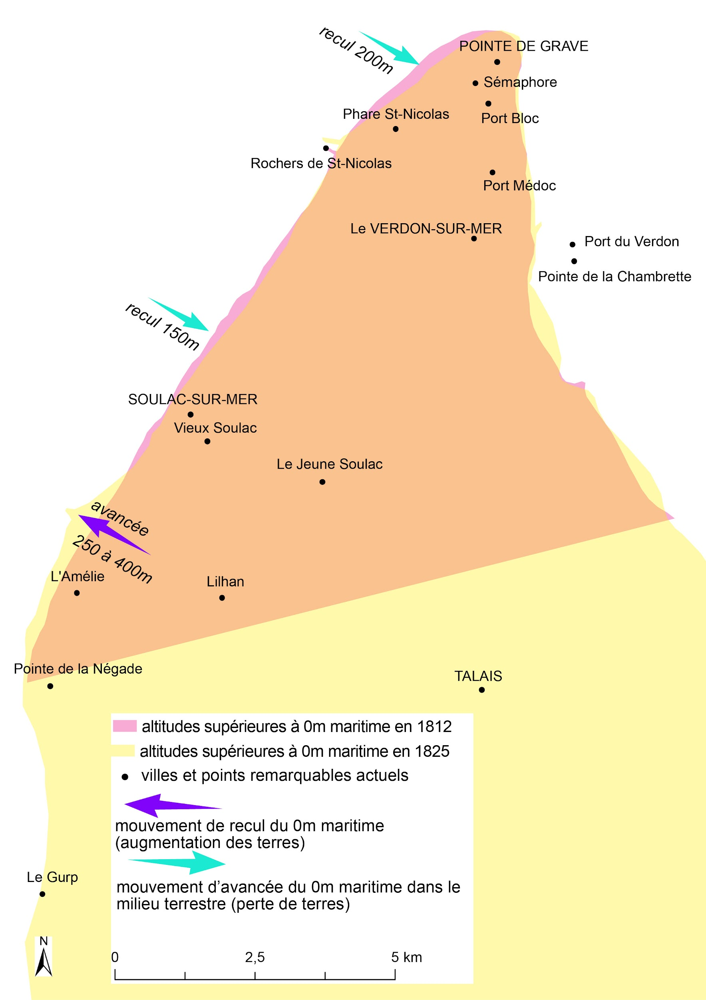 recul 200m
POINTE DE GRAVE
Sémaphore
Phare St-Nicolas
Port Bloc
Rochers de St-Nicolas
Port Médoc
Le VERDON-SUR-MER
Port du Verdon
Pointe de la Chambrette
recul 150m
SOULAC-SUR-MER
Vieux Soulac
Le Jeune Soulac
avancée
250 à 400m
L'Amélie
Lilhan
Pointe de la Négade
TALAIS
altitudes supérieures à 0m maritime en 1812
altitudes supérieures à 0m maritime en 1825
villes et points remarquables actuels
mouvement de recul du 0m maritime
(augmentation des terres)
Le Gurp
mouvement d’avancée du 0m maritime dans le
milieu terrestre (perte de terres)
N
0 2,5 5 km